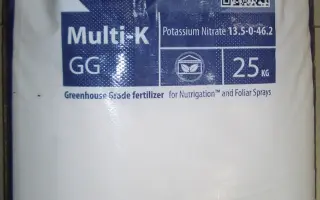 Multi-K
GG
Potassium Nitrate 13.5-0-46.2
25 KG
Greenhouse Grade fertilizer for Nutrigation™ and Foliar Sprays